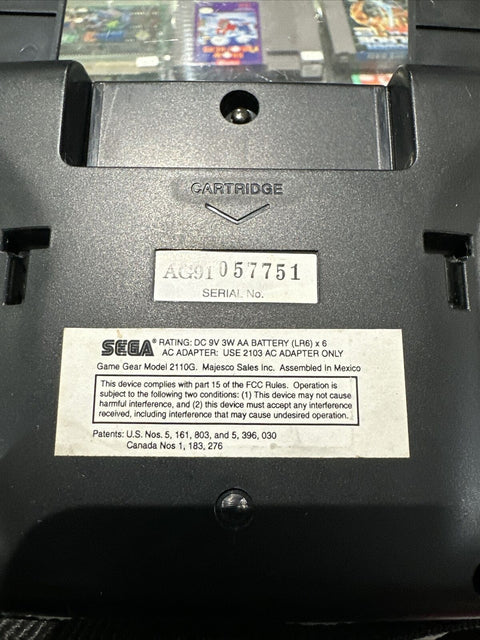 CARTRIDGE
AG91 057751
SERIAL No.
SEGA® RATING: DC 9V 3W AA BATTERY (LR6) x 6
AC ADAPTER: USE 2103 AC ADAPTER ONLY
Game Gear Model 2110G. Majesco Sales Inc. Assembled In Mexico
This device complies with part 15 of the FCC Rules. Operation is
subject to the following two conditions: (1) This device may not cause
harmful interference, and (2) this device must accept any interference
received, including interference that may cause undesired operation.
Patents: U.S. Nos. 5, 161, 803, and 5, 396, 030
Canada Nos 1, 183, 276